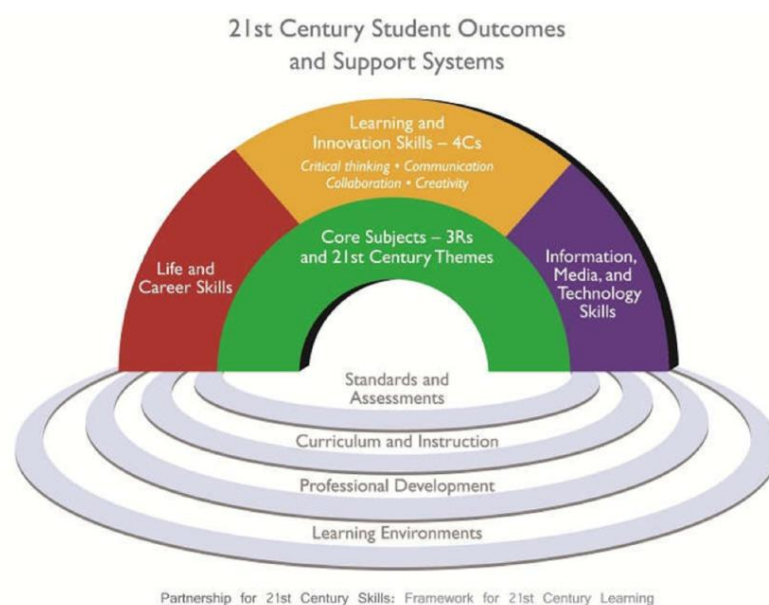 21st Century Student Outcomes
and Support Systems
Learning and
Innovation Skills – 4Cs
Critical thinking • Communication
Collaboration • Creativity
Core Subjects – 3Rs
and 21st Century Themes
Life and
Career Skills
Information,
Media, and
Technology
Skills
Standards and
Assessments
Curriculum and Instruction
Professional Development
Learning Environments
Partnership for 21st Century Skills: Framework for 21st Century Learning